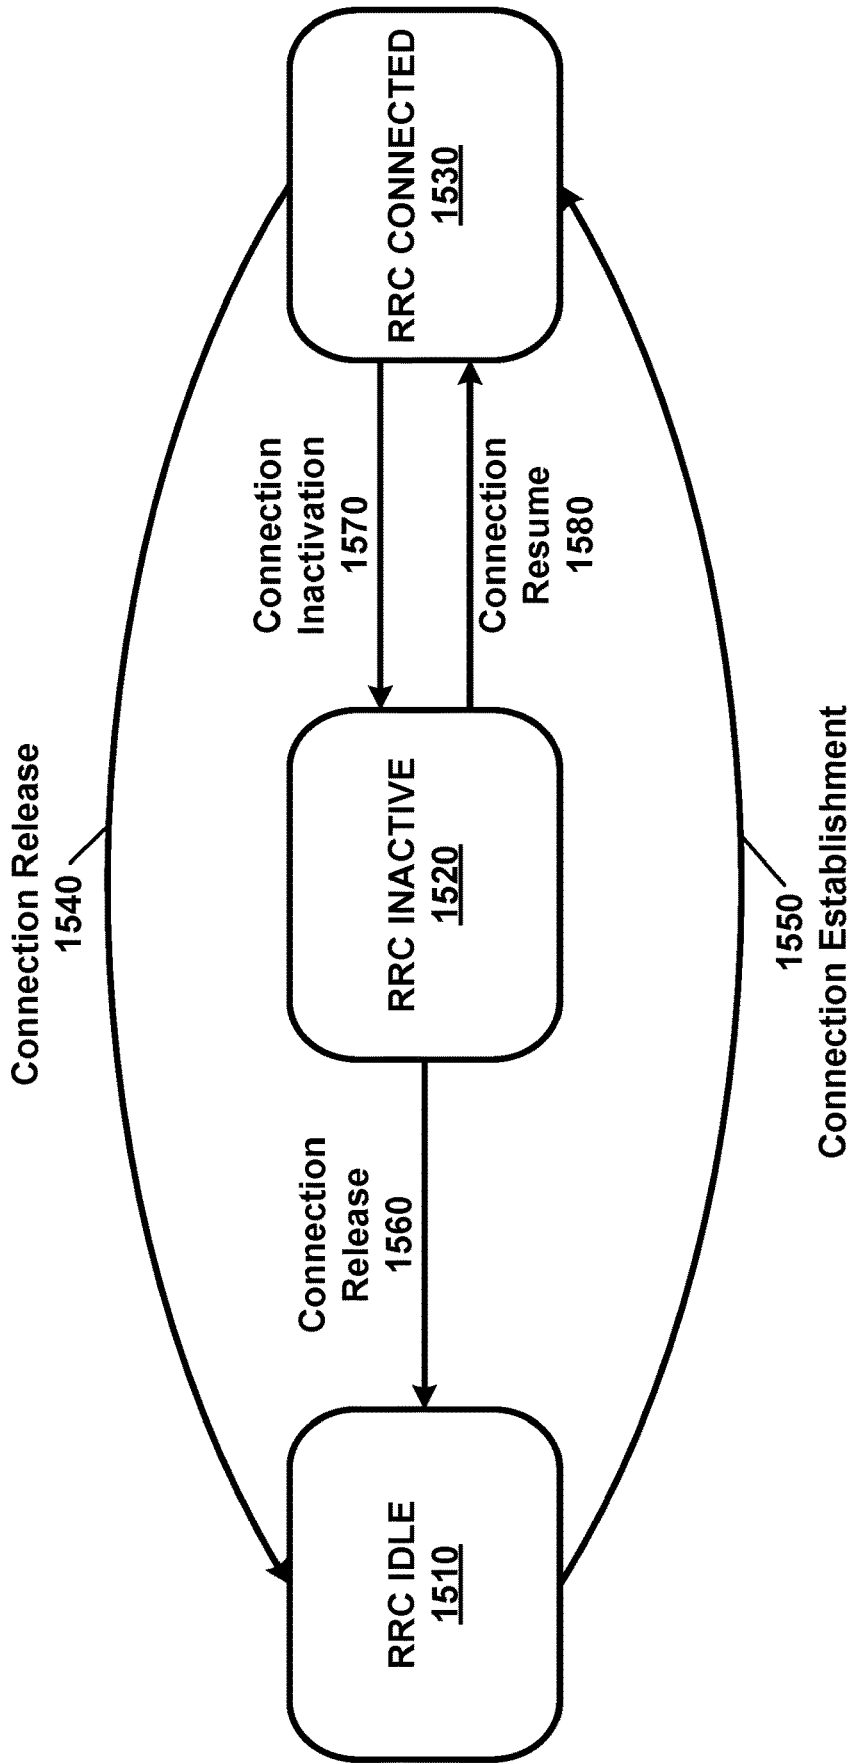 Connection Release
1540
RRC IDLE
1510
Connection
Release
1560
RRC INACTIVE
1520
Connection
Inactivation
1570
Connection
Resume
1580
RRC CONNECTED
1530
1550
Connection Establishment